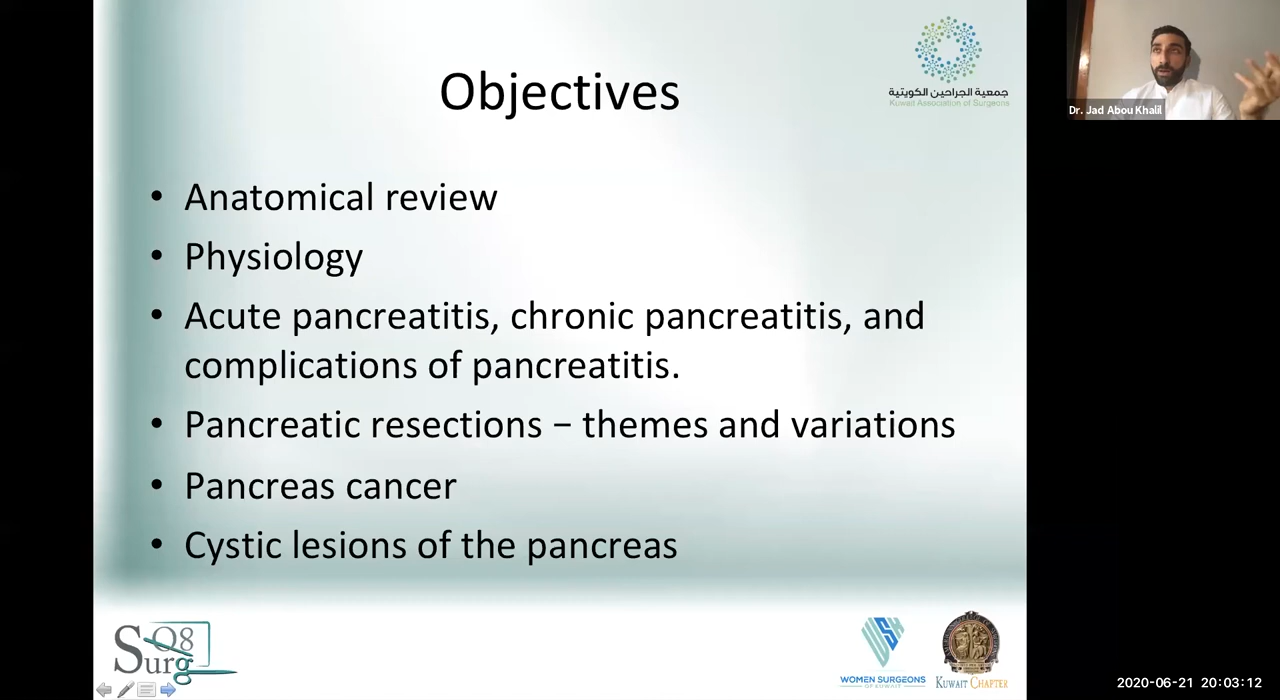 Objectives
جمعية الجراحين الكويتية
Kuwait Association of Surgeons
Dr. Jad Abou Khalil
• Anatomical review
• Physiology
• Acute pancreatitis, chronic pancreatitis, and
complications of pancreatitis.
• Pancreatic resections – themes and variations
• Pancreas cancer
• Cystic lesions of the pancreas
Q8
Surg
WOMEN SURGEONS
OF KUWAIT
KUWAIT CHAPTER
2020-06-21 20:03:12